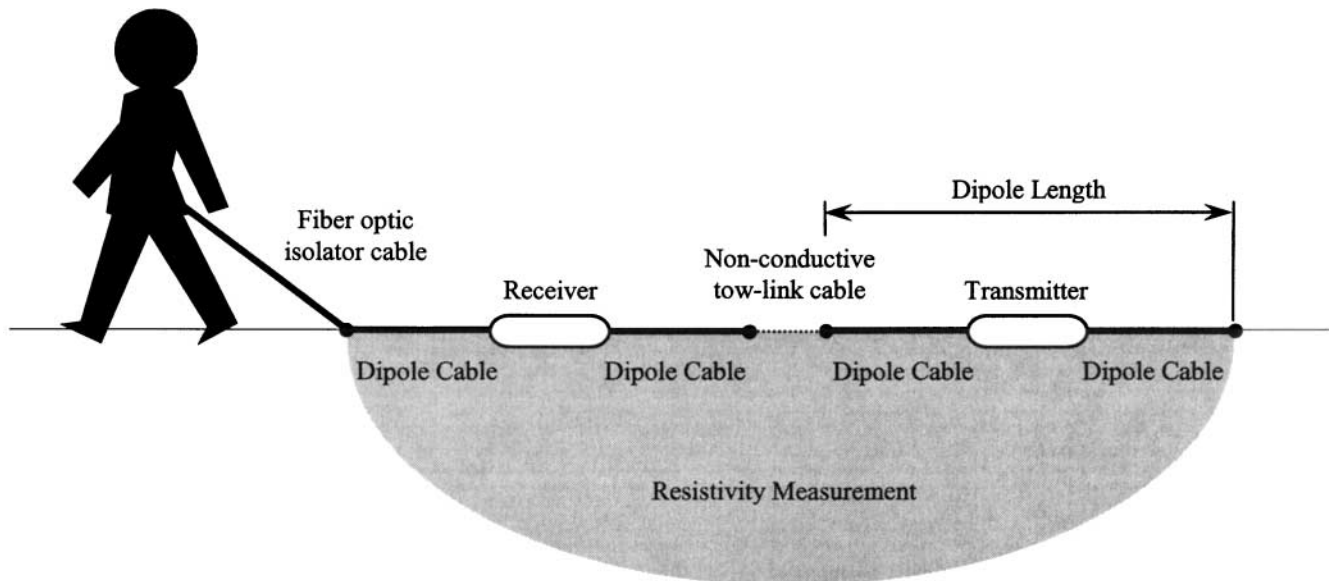 Dipole Length
Fiber optic
isolator cable
Non-conductive
tow-link cable
Receiver
Transmitter
Dipole Cable
Dipole Cable
Dipole Cable
Dipole Cable
Resistivity Measurement